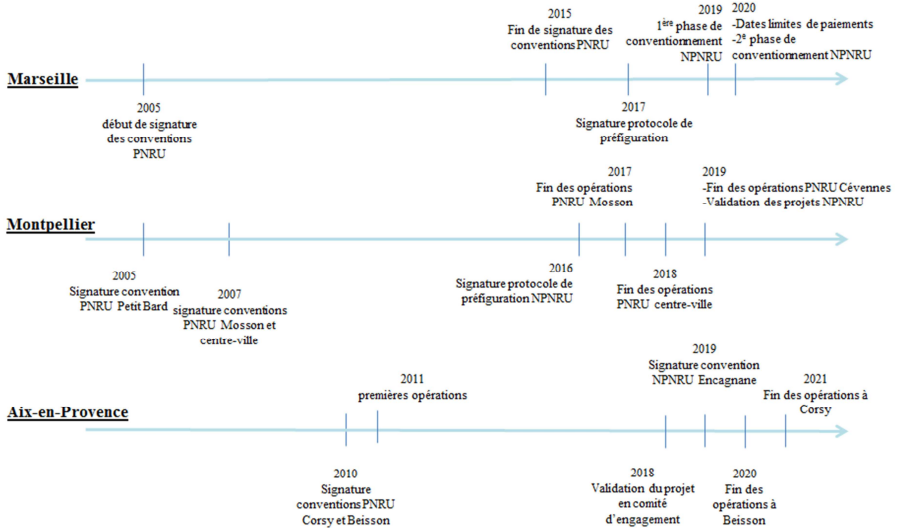 2015
Fin de signature des
conventions PNRU
2019
1ère phase de
conventionnement
NPNRU
2020
-Dates limites de paiements
-2ª phase de
conventionnement NPNRU
Marseille
2005
début de signature
des conventions
PNRU
2017
Signature protocole de
préfiguration
2017
Fin des opérations
PNRU Mosson
2019
-Fin des opérations PNRU Cévennes
-Validation des projets NPNRU
Montpellier
2005
Signature convention
PNRU Petit Bard
2007
signature conventions
PNRU Mosson et
centre-ville
2016
Signature protocole de
préfiguration NPNRU
2018
Fin des opérations
PNRU centre-ville
2011
premières opérations
2019
Signature convention
NPNRU Encagnane
2021
Fin des opérations à
Corsy
Aix-en-Provence
2010
Signature
conventions PNRU
Corsy et Beisson
2018
Validation du projet
en comité
d'engagement
2020
Fin des
opérations à
Beisson